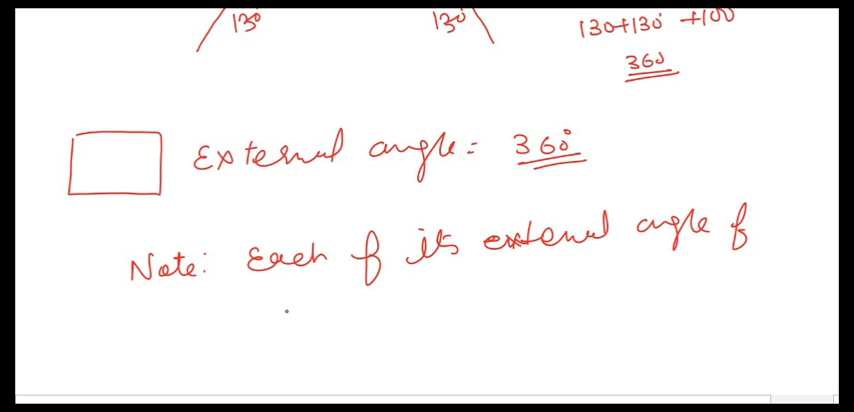 130° 130° 130+130° +100
360
External angle = 360°
Note: Each of its external angle of